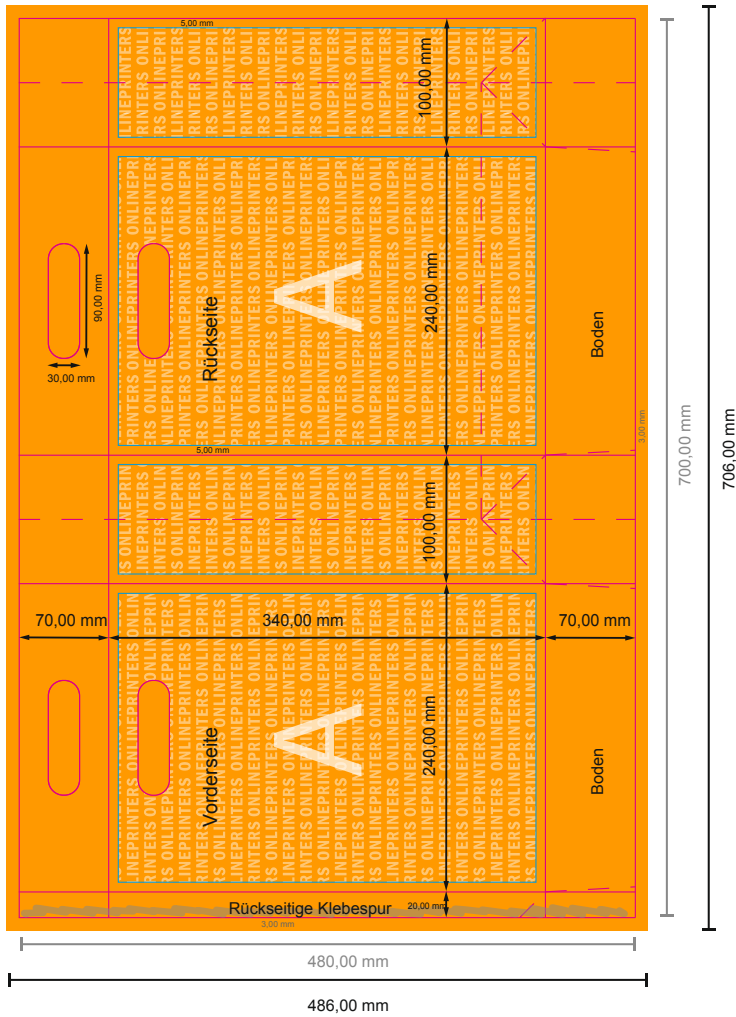 5,00 mm
100,00 mm
240,00 mm
90,00 mm
30,00 mm
Rückseite
A
Boden
3,00 mm
5,00 mm
100,00 mm
700,00 mm
706,00 mm
70,00 mm
340,00 mm
70,00 mm
240,00 mm
Vorderseite
A
Boden
Rückseitige Klebespur
20,00 mm
3,00 mm
480,00 mm
486,00 mm
ONLINEPRINTERS